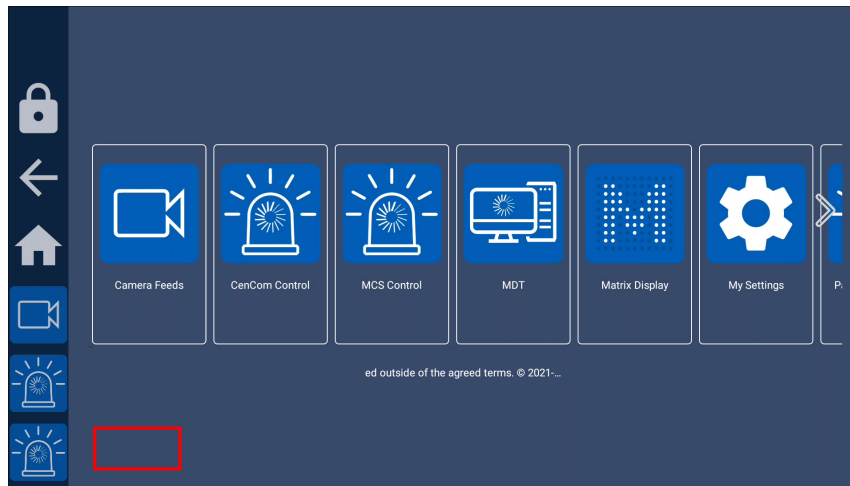 Camera Feeds
CenCom Control
MCS Control
MDT
Matrix Display
My Settings
ed outside of the agreed terms. © 2021-...